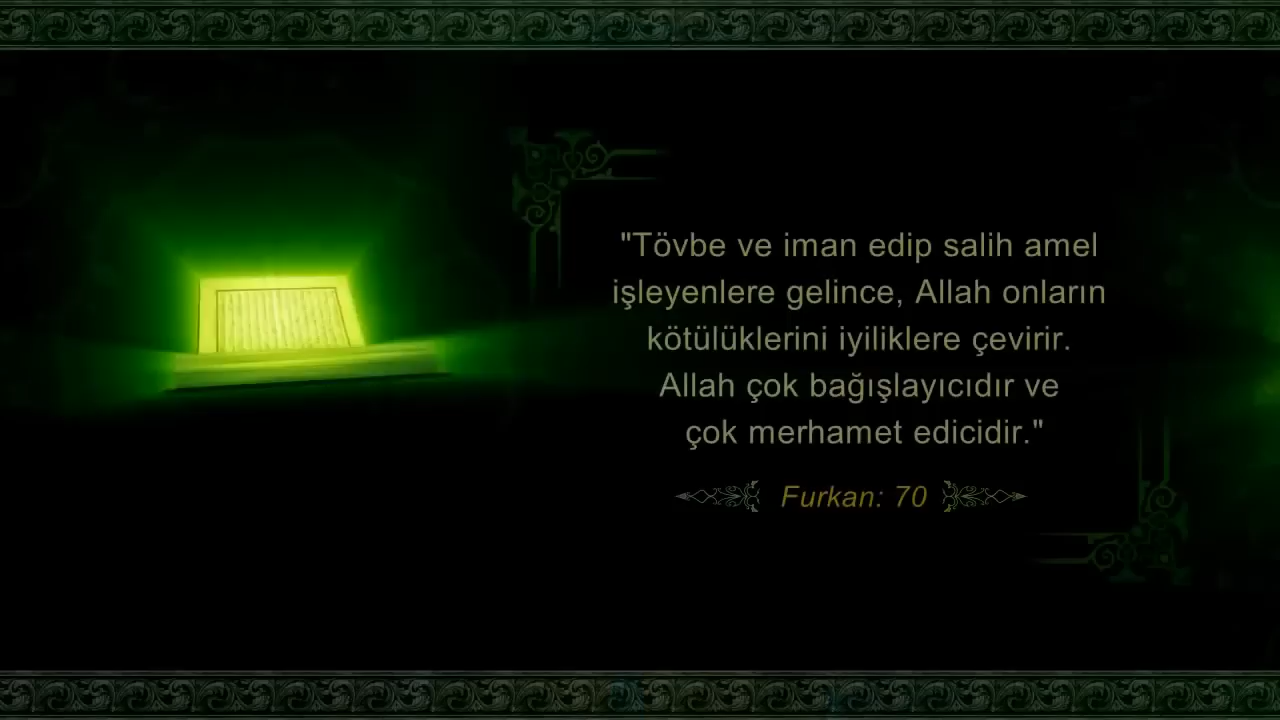 "Tövbe ve iman edip salih amel
işleyenlere gelince, Allah onların
kötülüklerini iyiliklere çevirir.
Allah çok bağışlayıcıdır ve
çok merhamet edicidir."
Furkan: 70